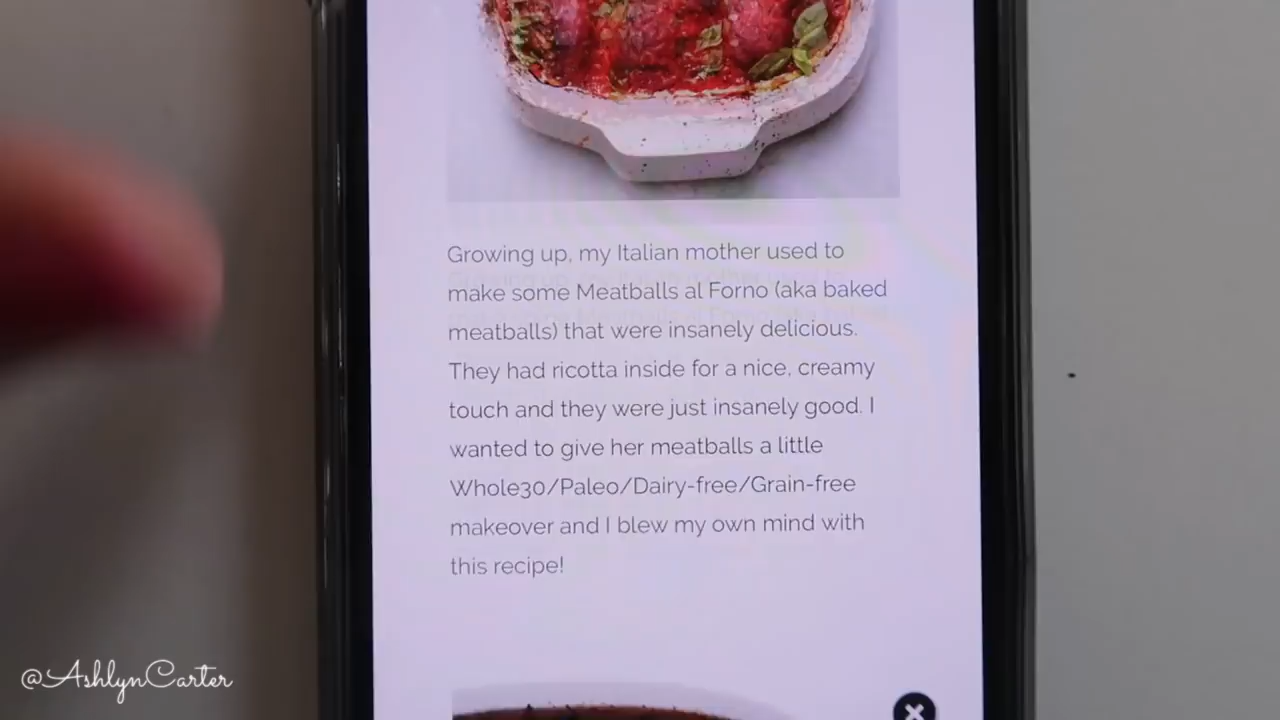 Growing up, my Italian mother used to
make some Meatballs al Forno (aka baked
meatballs) that were insanely delicious.
They had ricotta inside for a nice, creamy
touch and they were just insanely good. I
wanted to give her meatballs a little
Whole30/Paleo/Dairy-free/Grain-free
makeover and I blew my own mind with
this recipe!
@AshlynCarter